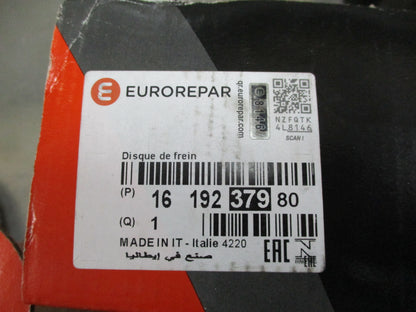 EUROREPAR
qr.eurorepar.com
NZFQTK
4L8146
SCAN !
Disque de frein
(P) 16 192 379 80
(Q) 1
MADE IN IT - Italie 4220
صنع في إيطاليا
EAC